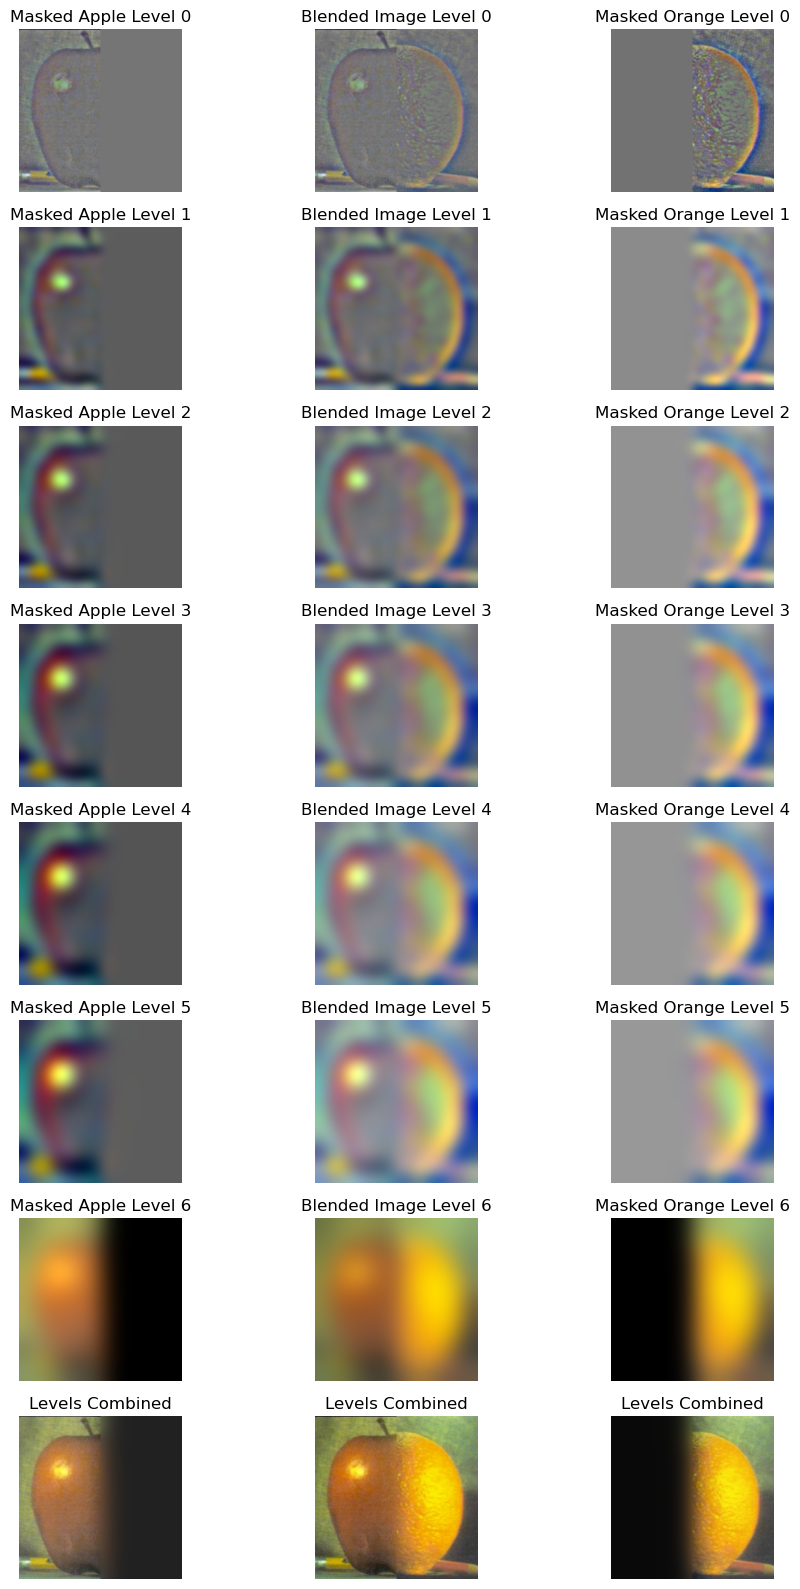 Masked Apple Level 0
Blended Image Level 0
Masked Orange Level 0
Masked Apple Level 1
Blended Image Level 1
Masked Orange Level 1
Masked Apple Level 2
Blended Image Level 2
Masked Orange Level 2
Masked Apple Level 3
Blended Image Level 3
Masked Orange Level 3
Masked Apple Level 4
Blended Image Level 4
Masked Orange Level 4
Masked Apple Level 5
Blended Image Level 5
Masked Orange Level 5
Masked Apple Level 6
Blended Image Level 6
Masked Orange Level 6
Levels Combined
Levels Combined
Levels Combined